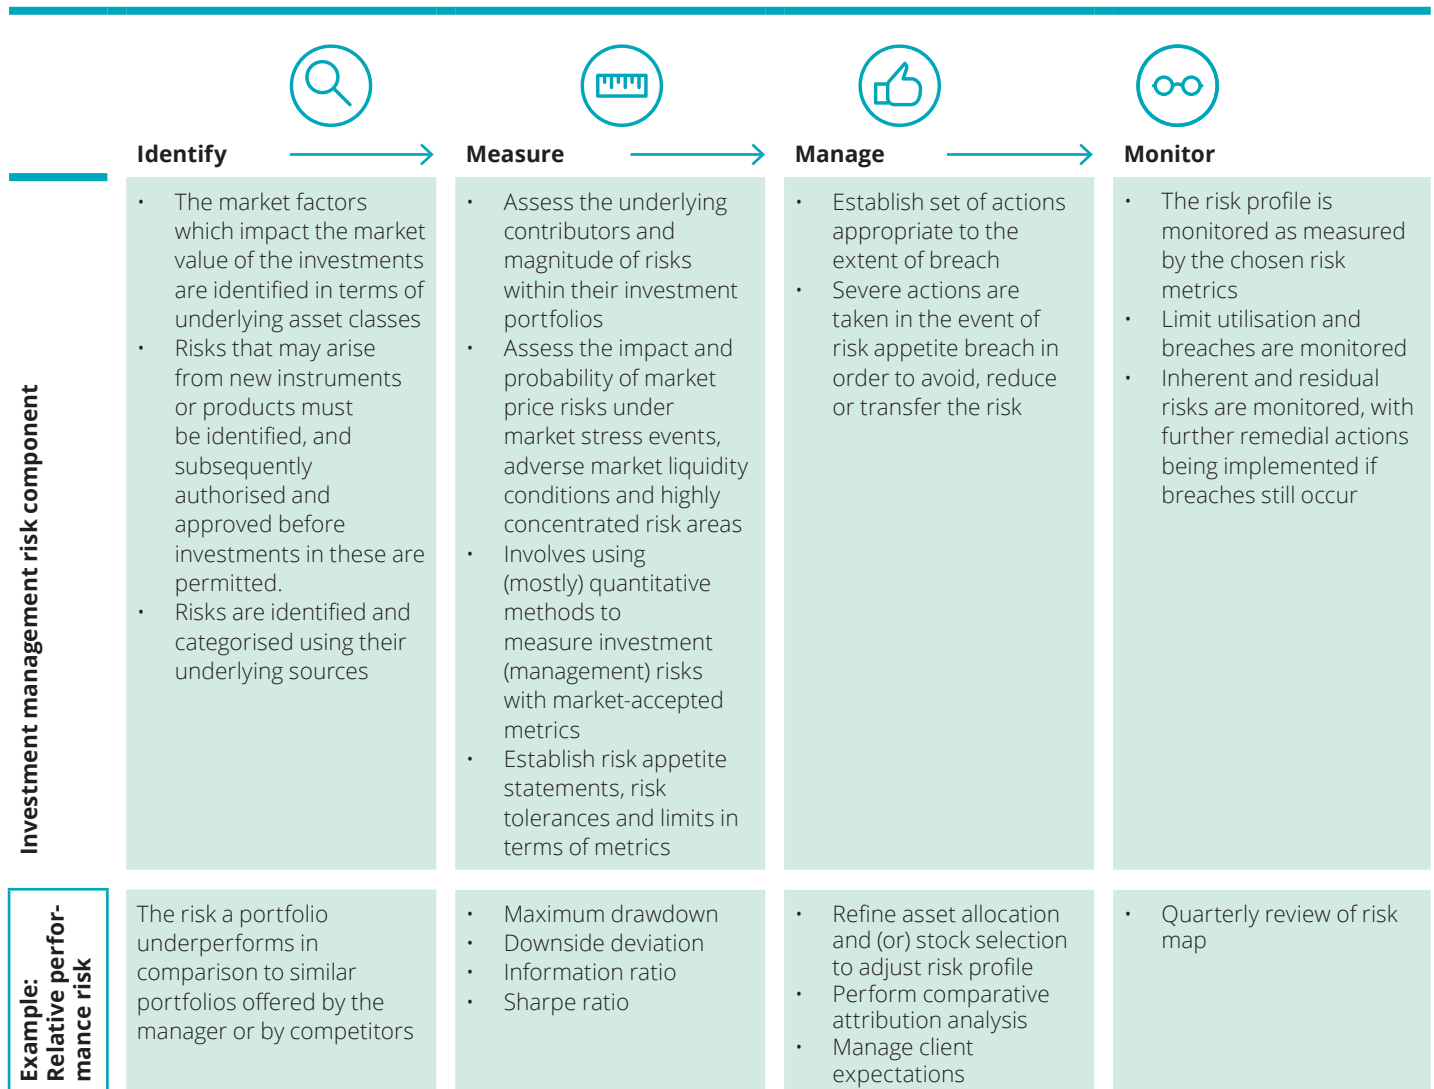 Identify
Measure
Manage
Monitor
Investment management risk component
• The market factors
which impact the market
value of the investments
are identified in terms of
underlying asset classes
• Risks that may arise
from new instruments
or products must
be identified, and
subsequently
authorised and
approved before
investments in these are
permitted.
• Risks are identified and
categorised using their
underlying sources
• Assess the underlying
contributors and
magnitude of risks
within their investment
portfolios
• Assess the impact and
probability of market
price risks under
market stress events,
adverse market liquidity
conditions and highly
concentrated risk areas
• Involves using
(mostly) quantitative
methods to
measure investment
(management) risks
with market-accepted
metrics
• Establish risk appetite
statements, risk
tolerances and limits in
terms of metrics
• Establish set of actions
appropriate to the
extent of breach
• Severe actions are
taken in the event of
risk appetite breach in
order to avoid, reduce
or transfer the risk
• The risk profile is
monitored as measured
by the chosen risk
metrics
• Limit utilisation and
breaches are monitored
• Inherent and residual
risks are monitored, with
further remedial actions
being implemented if
breaches still occur
Example:
Relative perfor-
mance risk
The risk a portfolio
underperforms in
comparison to similar
portfolios offered by the
manager or by competitors
• Maximum drawdown
• Downside deviation
• Information ratio
• Sharpe ratio
• Refine asset allocation
and (or) stock selection
to adjust risk profile
• Perform comparative
attribution analysis
• Manage client
expectations
• Quarterly review of risk
map